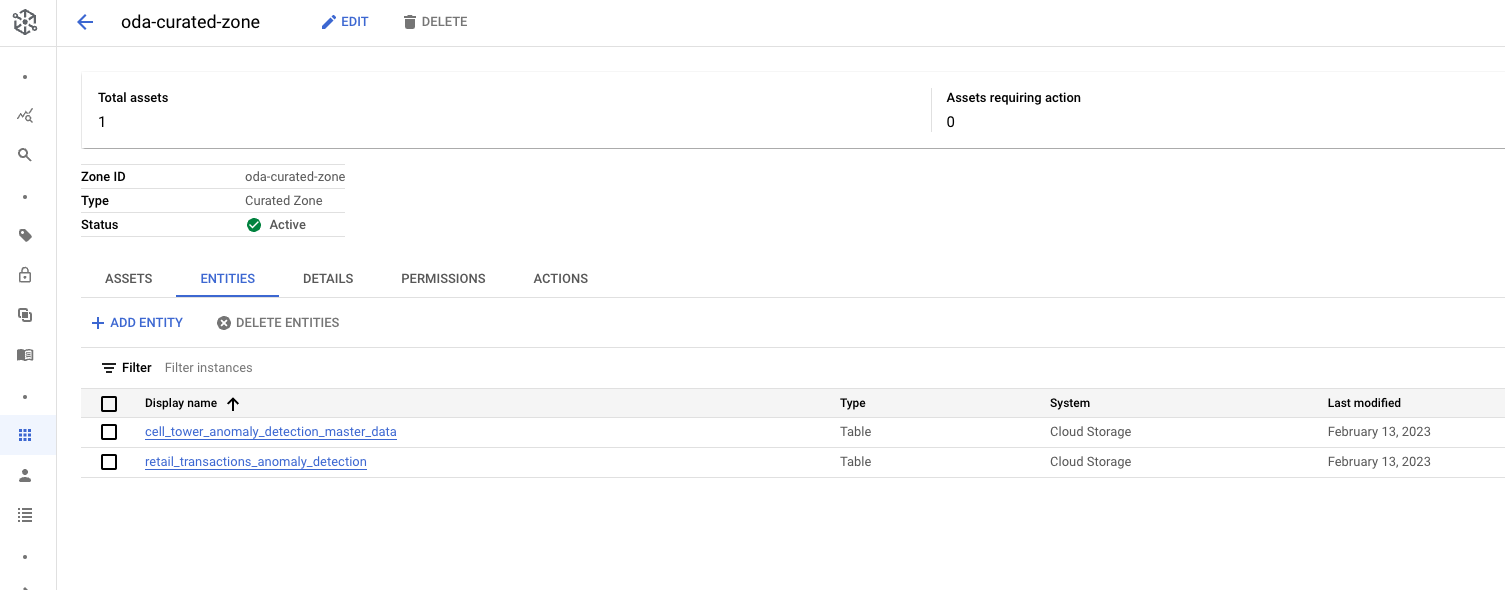 oda-curated-zone EDIT DELETE
Total assets Assets requiring action
1 0
Zone ID oda-curated-zone
Type Curated Zone
Status Active
ASSETS ENTITIES DETAILS PERMISSIONS ACTIONS
ADD ENTITY DELETE ENTITIES
Filter Filter instances
Display name Type System Last modified
cell_tower_anomaly_detection_master_data Table Cloud Storage February 13, 2023
retail_transactions_anomaly_detection Table Cloud Storage February 13, 2023